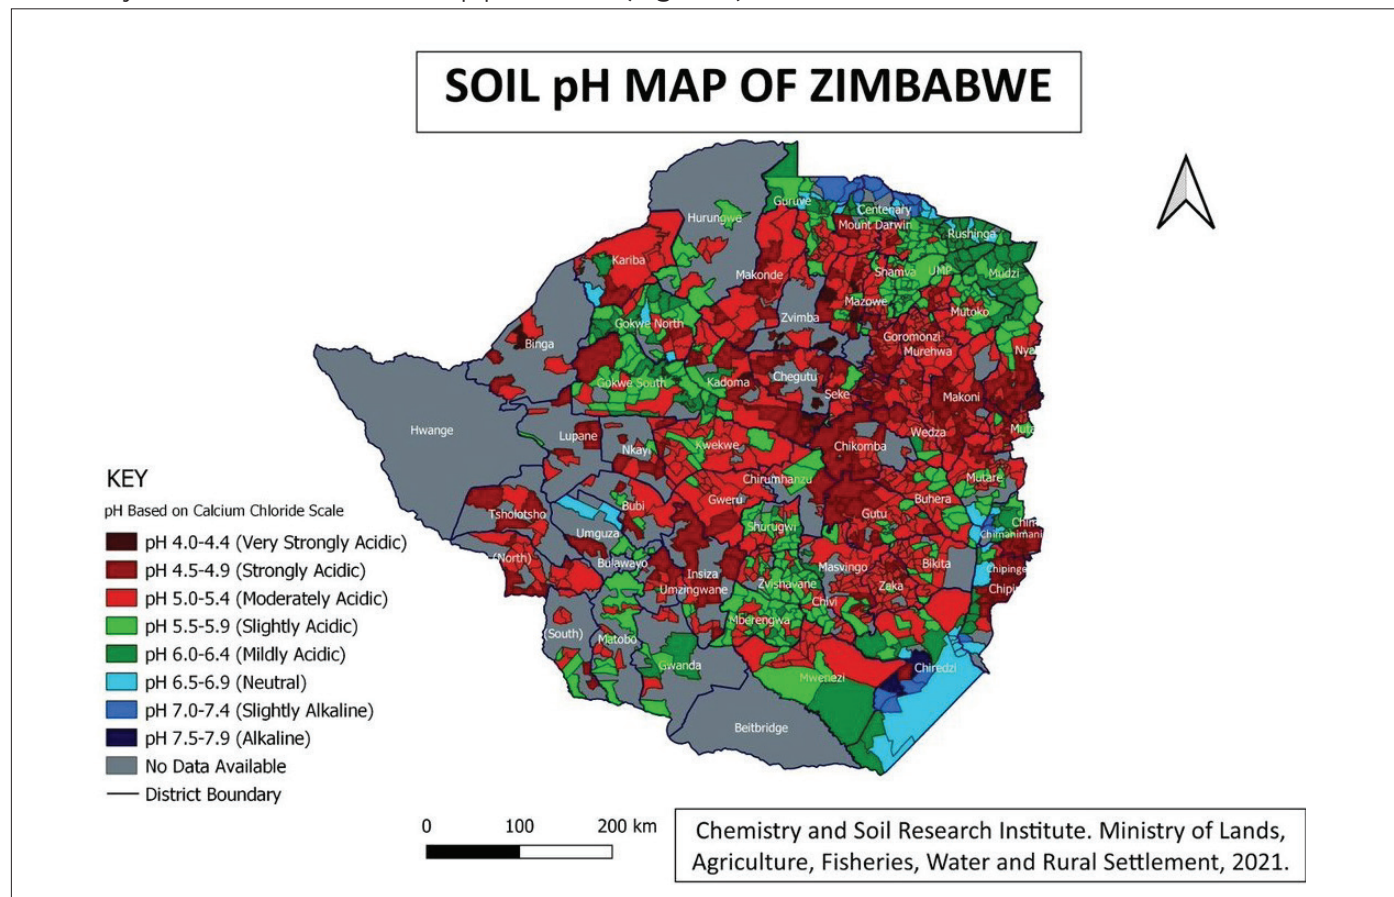 SOIL pH MAP OF ZIMBABWE
Hurungwe
Guruve
Centenary
Mount Darwin
Rushinga
Kariba
Makonde
Shamva
UMP
Mudzi
Mazowe
Mutoko
Zvimba
Gokwe North
Goromonzi
Binga
Murehwa
Nya
Gokwe South
Kadoma
Chegutu
Seke
Makoni
Hwange
Lupane
Nkayi
Kwekwe
Chikomba
Wedza
Muta
Chirumhanzu
Mutare
Tsholotsho
Bubi
Gweru
Buhera
Gutu
Umguza
Shurugwi
Chim
Chimanimani
(North)
Bulawayo
Insiza
Masvingo
Bikita
Chipinge
Umzingwane
Zvishavane
Zaka
Chipin
Chivi
Mberengwa
(South)
Matobo
Gwanda
Mwenezi
Chiredzi
Beitbridge
KEY
pH Based on Calcium Chloride Scale
pH 4.0-4.4 (Very Strongly Acidic)
pH 4.5-4.9 (Strongly Acidic)
pH 5.0-5.4 (Moderately Acidic)
pH 5.5-5.9 (Slightly Acidic)
pH 6.0-6.4 (Mildly Acidic)
pH 6.5-6.9 (Neutral)
pH 7.0-7.4 (Slightly Alkaline)
pH 7.5-7.9 (Alkaline)
No Data Available
District Boundary
0 100 200 km
Chemistry and Soil Research Institute. Ministry of Lands,
Agriculture, Fisheries, Water and Rural Settlement, 2021.